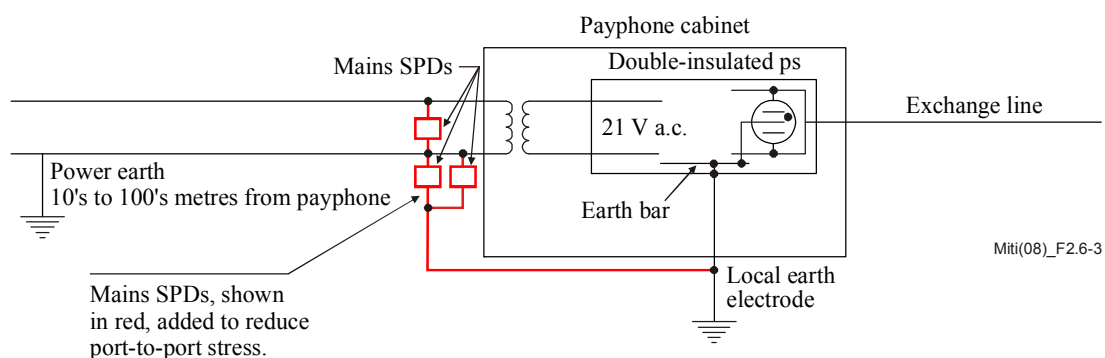 Payphone cabinet
Mains SPDs
Double-insulated ps
Exchange line
21 V a.c.
Power earth
10's to 100's metres from payphone
Earth bar
Miti(08)_F2.6-3
Local earth
electrode
Mains SPDs, shown
in red, added to reduce
port-to-port stress.